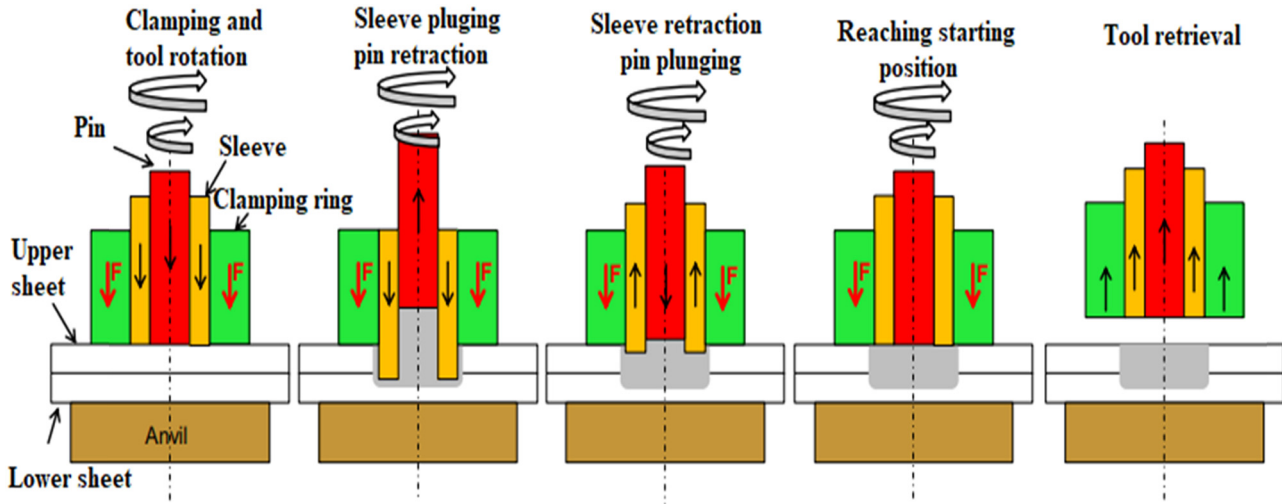 Clamping and
tool rotation
Sleeve pluging
pin retraction
Sleeve retraction
pin plunging
Reaching starting
position
Tool retrieval
Pin
Sleeve
Clamping ring
Upper
sheet
F
F
F
F
F
F
F
F
Anvil
Lower sheet